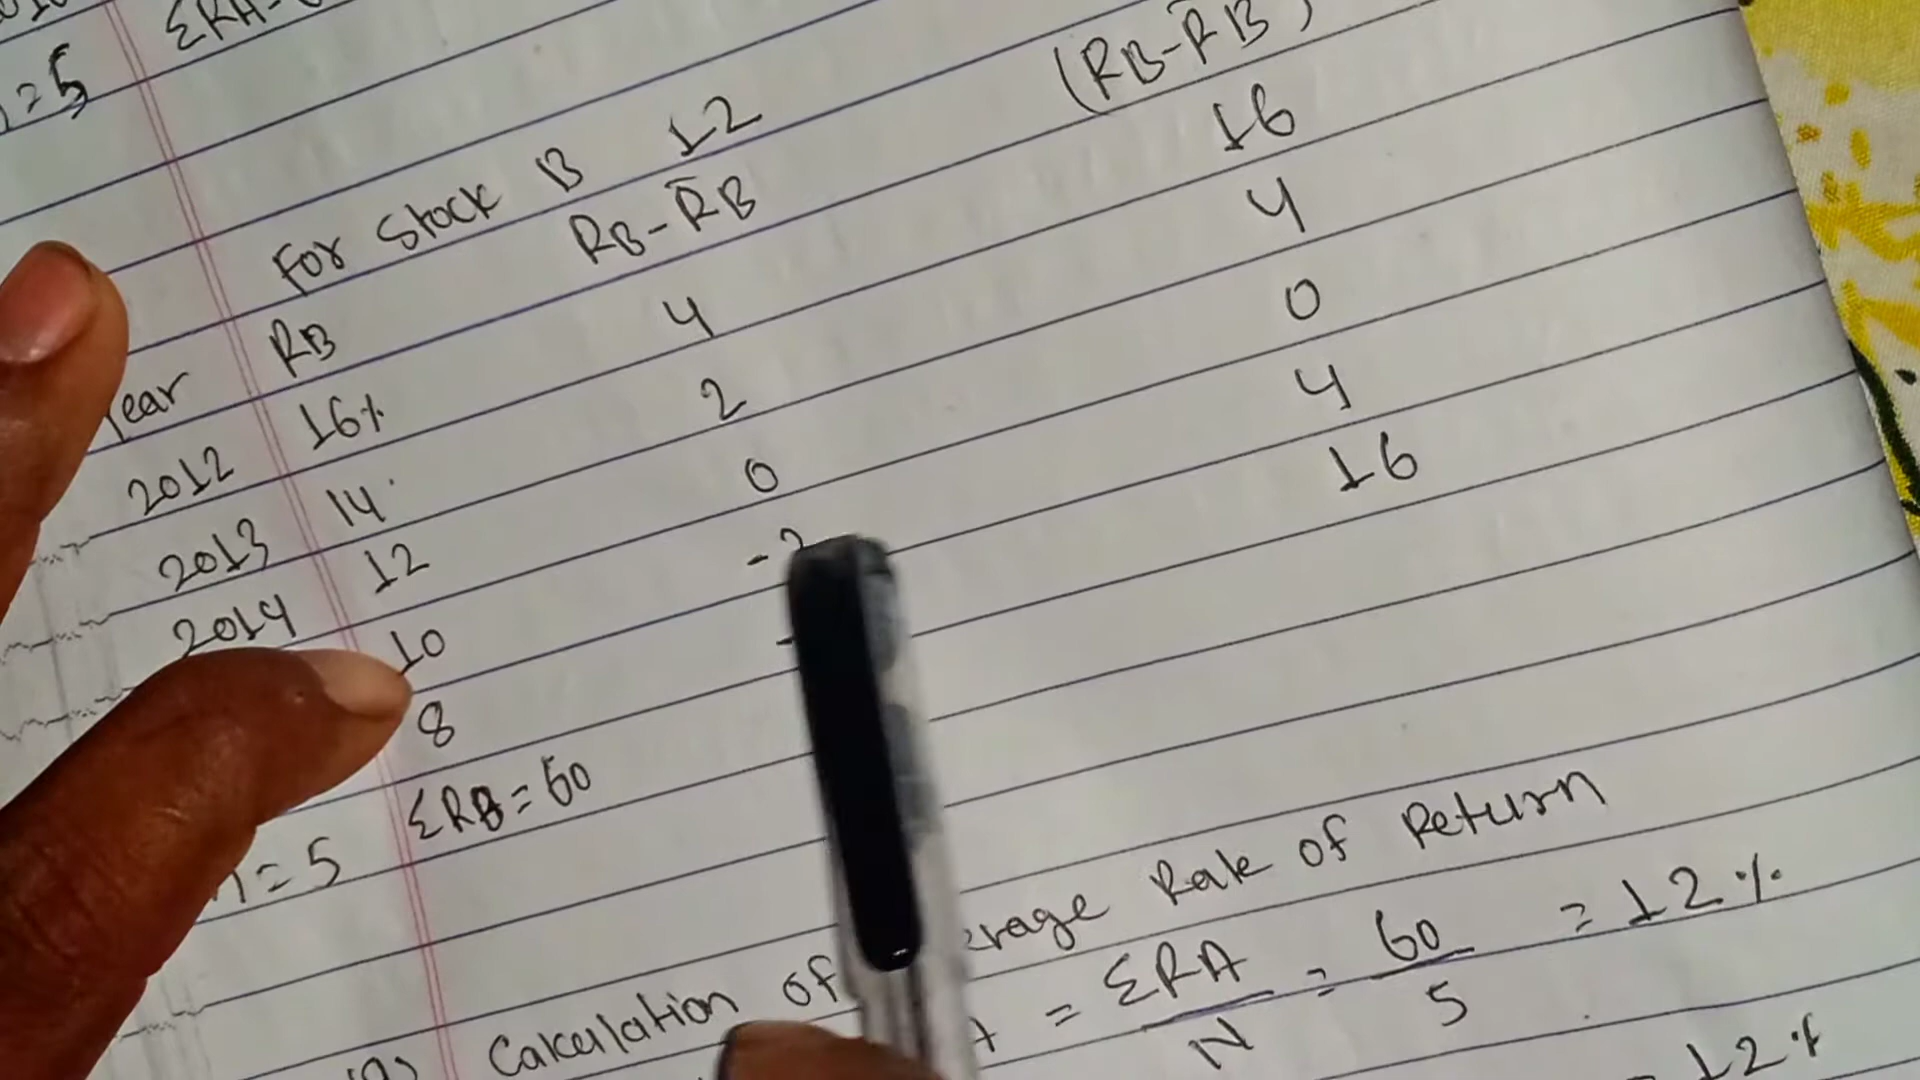 ΣRA
= 5
For Stock B 12
Year RB RB-R̄B (RB-R̄B)
2012 16% 4 16
2013 14 2 4
2014 12 0 0
10 -2 4
8 - 16
n=5 ΣRB=60
Calculation of Rate of Return
= ΣRA/N = 60/5 = 12%
= 12%